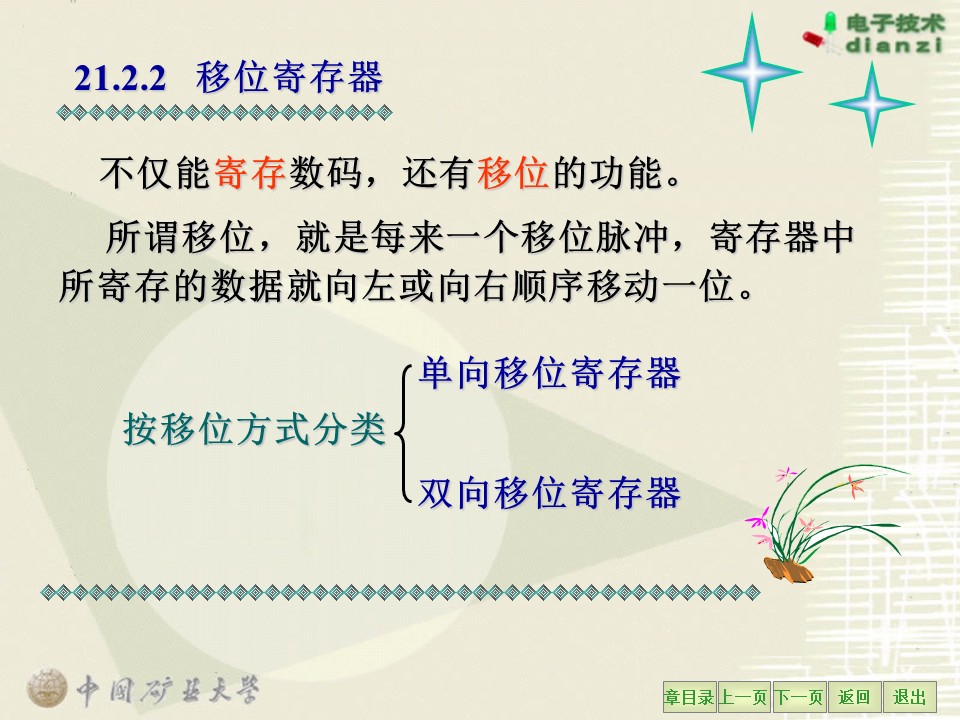 电子技术
dianzi
21.2.2 移位寄存器
不仅能寄存数码，还有移位的功能。
所谓移位，就是每来一个移位脉冲，寄存器中
所寄存的数据就向左或向右顺序移动一位。
单向移位寄存器
按移位方式分类
双向移位寄存器
中国矿业大学
章目录 上一页 下一页 返回 退出